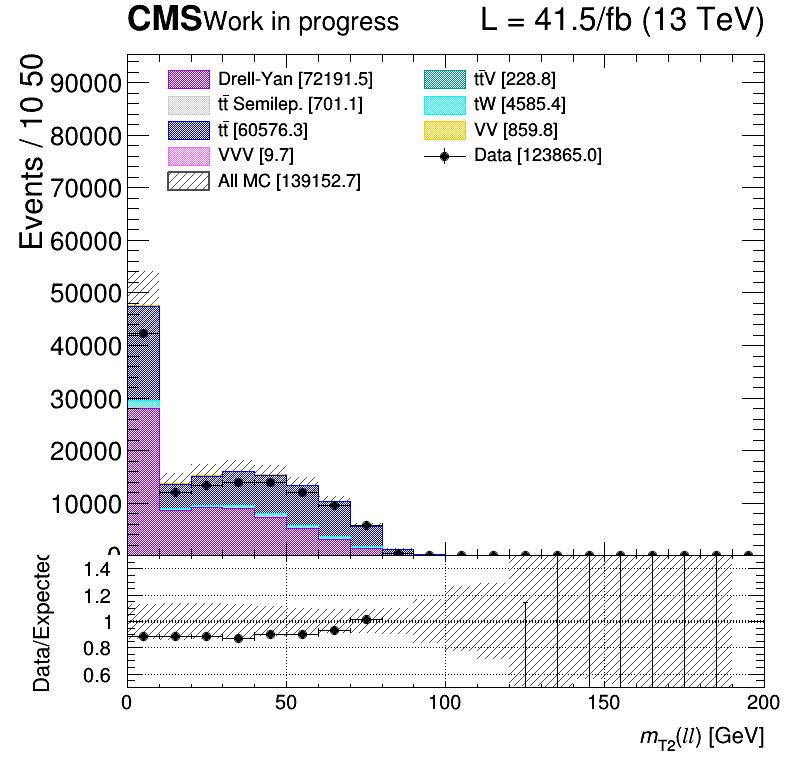 CMS Work in progress L = 41.5/fb (13 TeV)
Events / 10 50
90000
80000
70000
60000
50000
40000
30000
20000
10000
0
Drell-Yan [72191.5]
tt̄ Semilep. [701.1]
tt̄ [60576.3]
VVV [9.7]
All MC [139152.7]
tt̄V [228.8]
tW [4585.4]
VV [859.8]
Data [123865.0]
Data/Expected
1.4
1.2
1
0.8
0.6
0 50 100 150 200
m_T2(ll) [GeV]